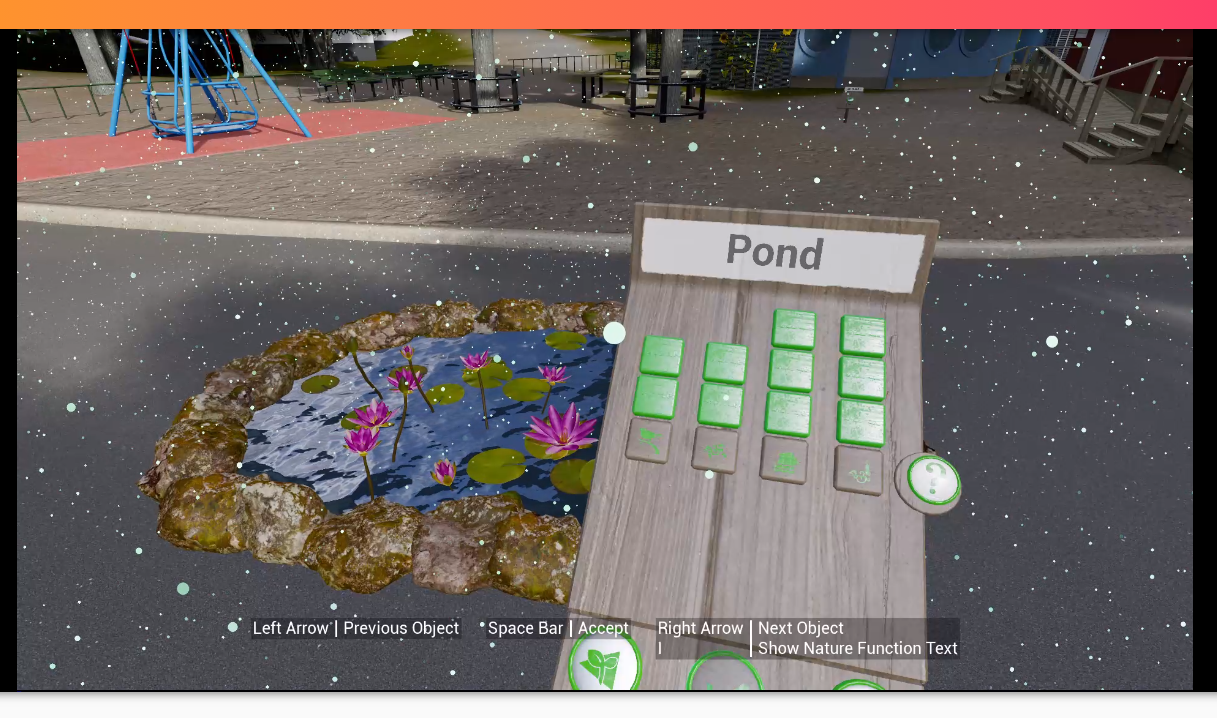 Pond
?
Left Arrow | Previous Object
Space Bar | Accept
Right Arrow | Next Object
I | Show Nature Function Text